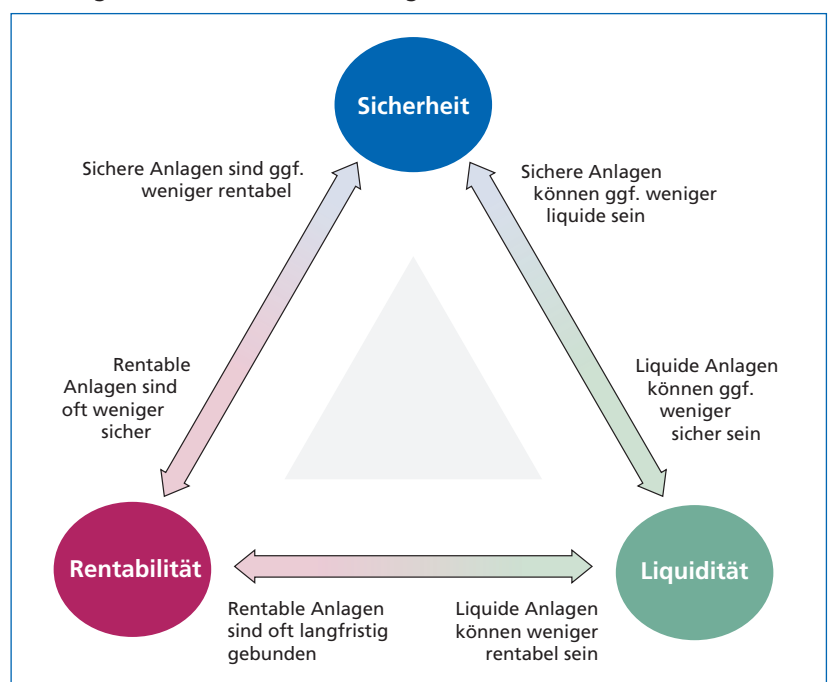 Sicherheit
Sichere Anlagen sind ggf.
weniger rentabel
Sichere Anlagen
können ggf. weniger
liquide sein
Rentable
Anlagen sind
oft weniger
sicher
Liquide Anlagen
können ggf.
weniger
sicher sein
Rentabilität
Liquidität
Rentable Anlagen
sind oft langfristig
gebunden
Liquide Anlagen
können weniger
rentabel sein